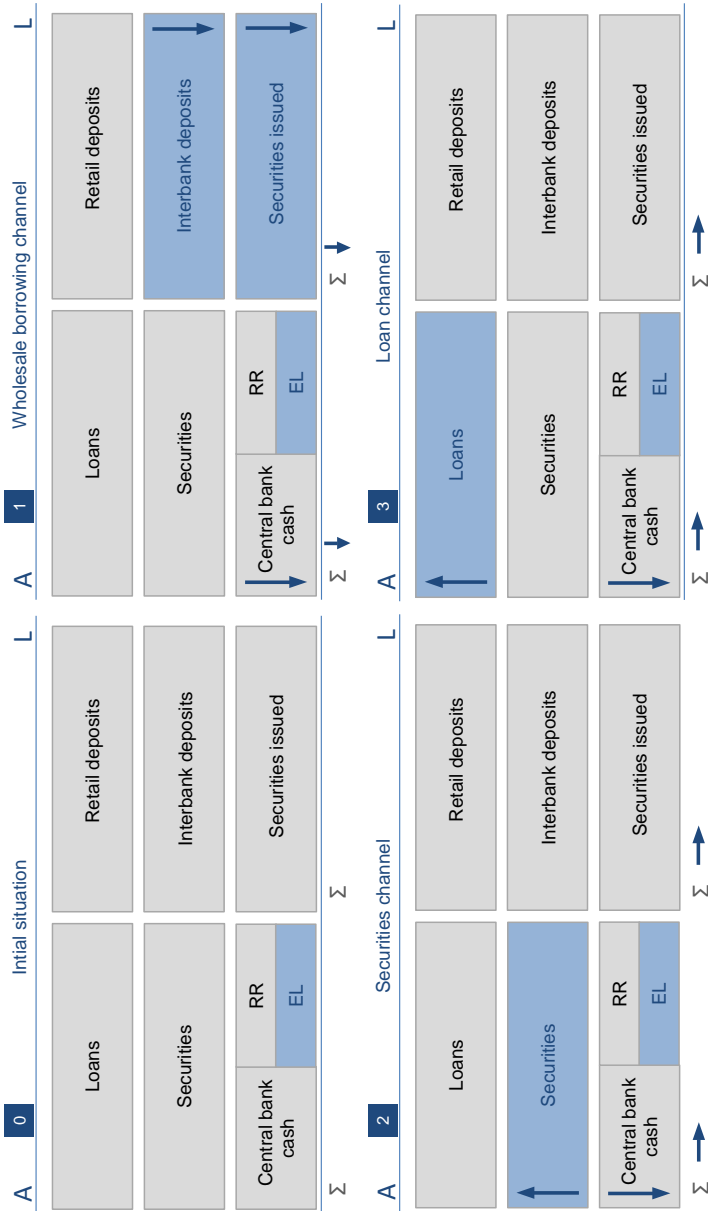 A
0
Intial situation
L
Loans
Retail deposits
Securities
Interbank deposits
Central bank
cash
RR
EL
Securities issued
Σ
Σ
A
1
Wholesale borrowing channel
L
Loans
Retail deposits
Securities
Interbank deposits
Central bank
cash
RR
EL
Securities issued
Σ
Σ
A
2
Securities channel
L
Loans
Retail deposits
Securities
Interbank deposits
Central bank
cash
RR
EL
Securities issued
Σ
Σ
A
3
Loan channel
L
Loans
Retail deposits
Securities
Interbank deposits
Central bank
cash
RR
EL
Securities issued
Σ
Σ